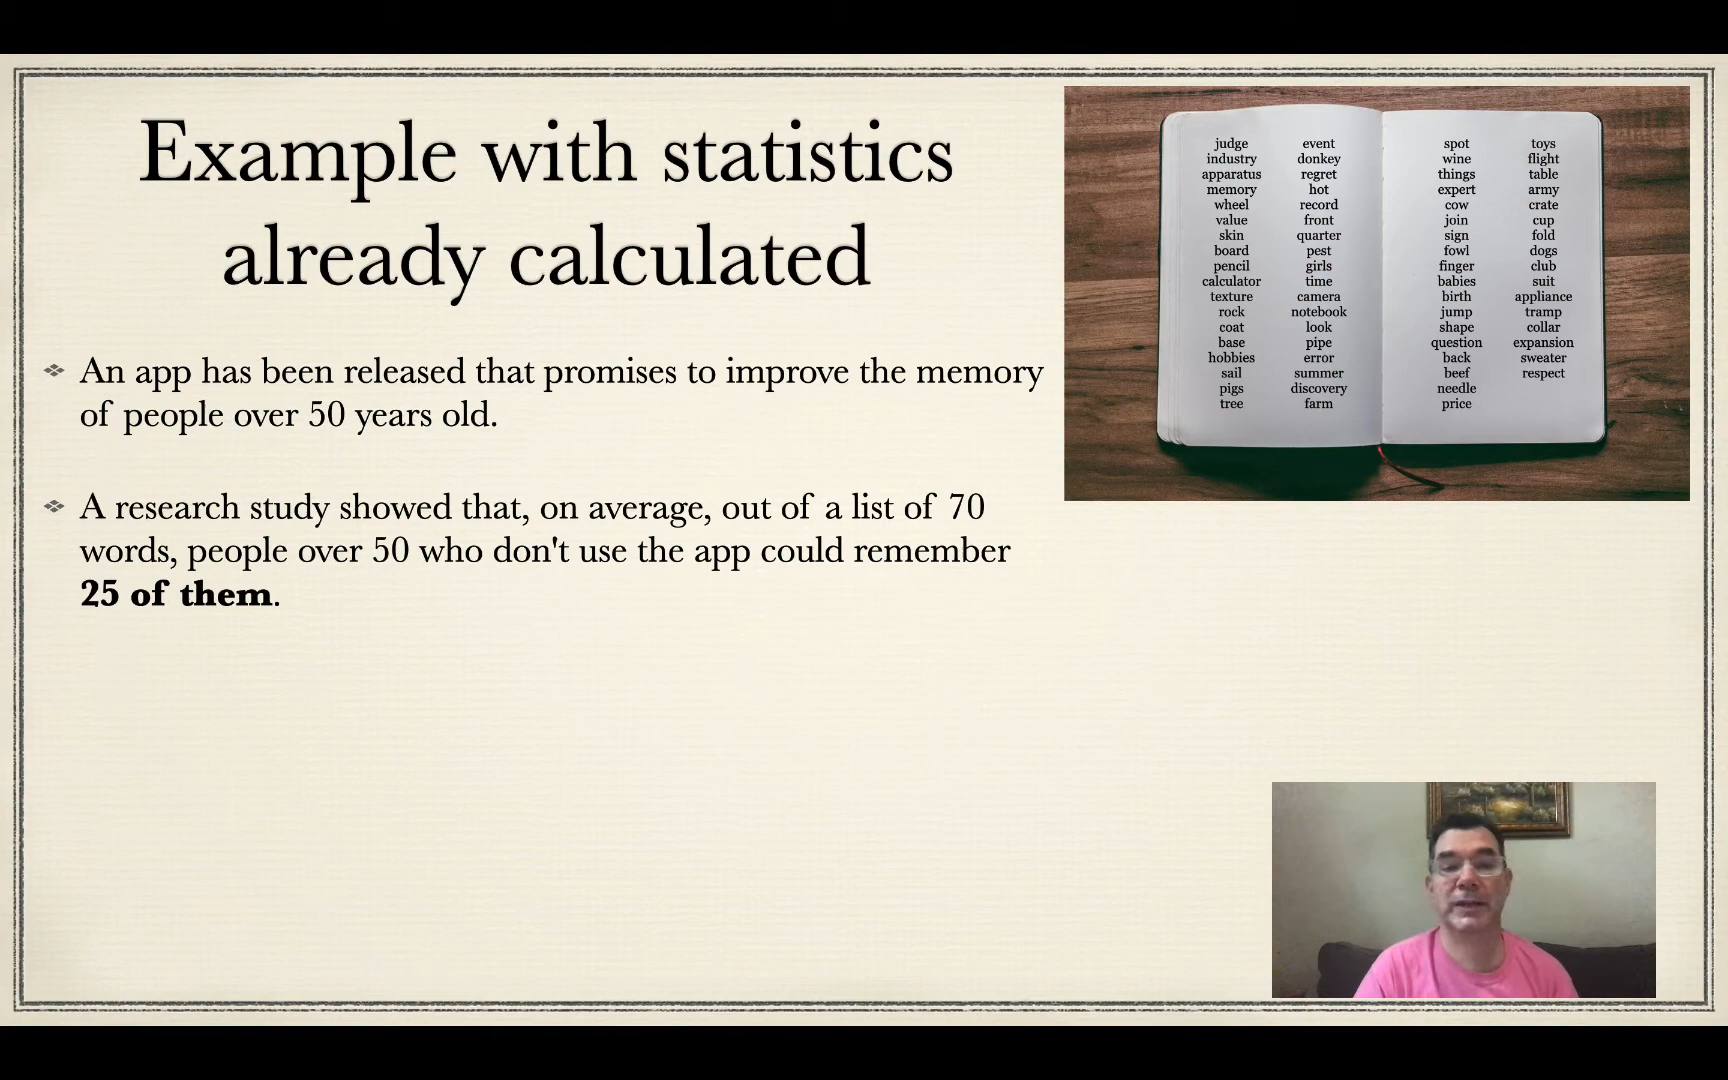 Example with statistics
already calculated
An app has been released that promises to improve the memory
of people over 50 years old.
A research study showed that, on average, out of a list of 70
words, people over 50 who don't use the app could remember
25 of them.
judge
industry
apparatus
memory
wheel
value
skin
board
pencil
calculator
texture
rock
coat
base
hobbies
sail
pigs
tree
event
donkey
regret
hot
record
front
quarter
pest
girls
time
camera
notebook
look
pipe
error
summer
discovery
farm
spot
wine
things
expert
cow
join
sign
fowl
finger
babies
birth
jump
shape
question
back
beef
needle
price
toys
flight
table
army
crate
cup
fold
dogs
club
suit
appliance
tramp
collar
expansion
sweater
respect